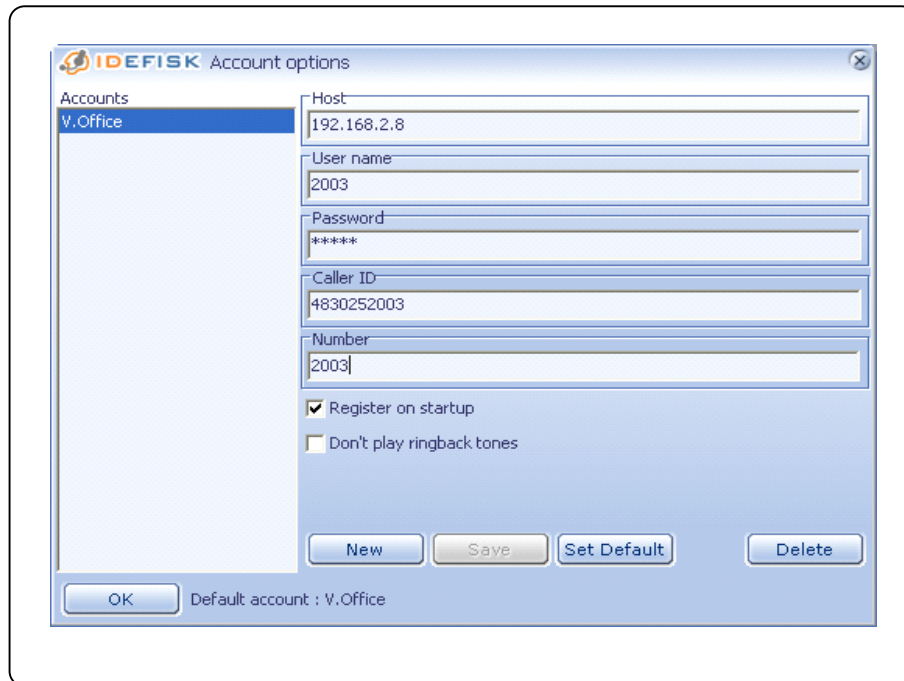 IDEFISK Account options
Accounts
V.Office
Host
192.168.2.8
User name
2003
Password
*****
Caller ID
4830252003
Number
2003
Register on startup
Don't play ringback tones
New Save Set Default Delete
OK Default account : V.Office